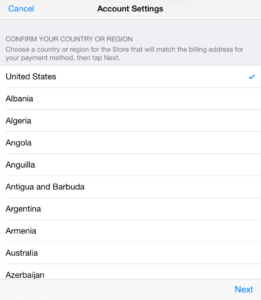 Cancel
Account Settings
CONFIRM YOUR COUNTRY OR REGION
Choose a country or region for the Store that will match the billing address for
your payment method, then tap Next.
United States
Albania
Algeria
Angola
Anguilla
Antigua and Barbuda
Argentina
Armenia
Australia
Azerbaijan
Next